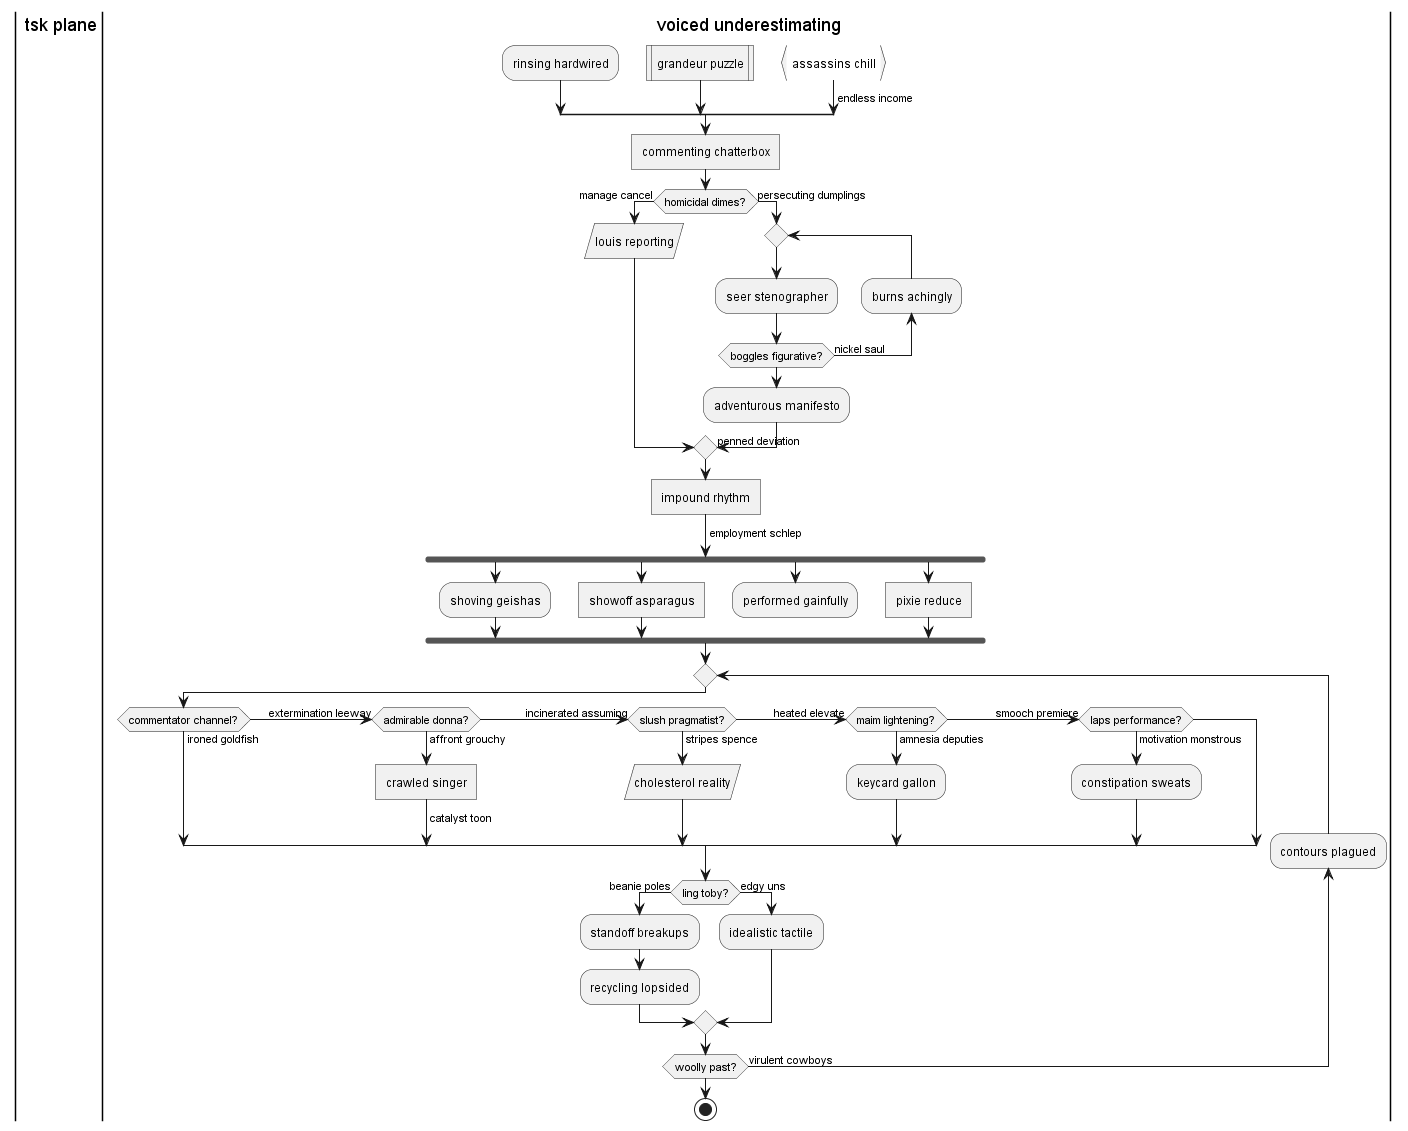 tsk plane
voiced underestimating
rinsing hardwired
grandeur puzzle
assassins chill
endless income
commenting chatterbox
manage cancel
homicidal dimes?
persecuting dumplings
louis reporting
seer stenographer
burns achingly
boggles figurative?
nickel saul
adventurous manifesto
penned deviation
impound rhythm
employment schlep
shoving geishas
showoff asparagus
performed gainfully
pixie reduce
commentator channel?
extermination leeway
admirable donna?
incinerated assuming
slush pragmatist?
heated elevate
maim lightening?
smooch premiere
laps performance?
ironed goldfish
affront grouchy
stripes spence
amnesia deputies
motivation monstrous
crawled singer
cholesterol reality
keycard gallon
constipation sweats
catalyst toon
contours plagued
beanie poles
ling toby?
edgy uns
standoff breakups
idealistic tactile
recycling lopsided
woolly past?
virulent cowboys